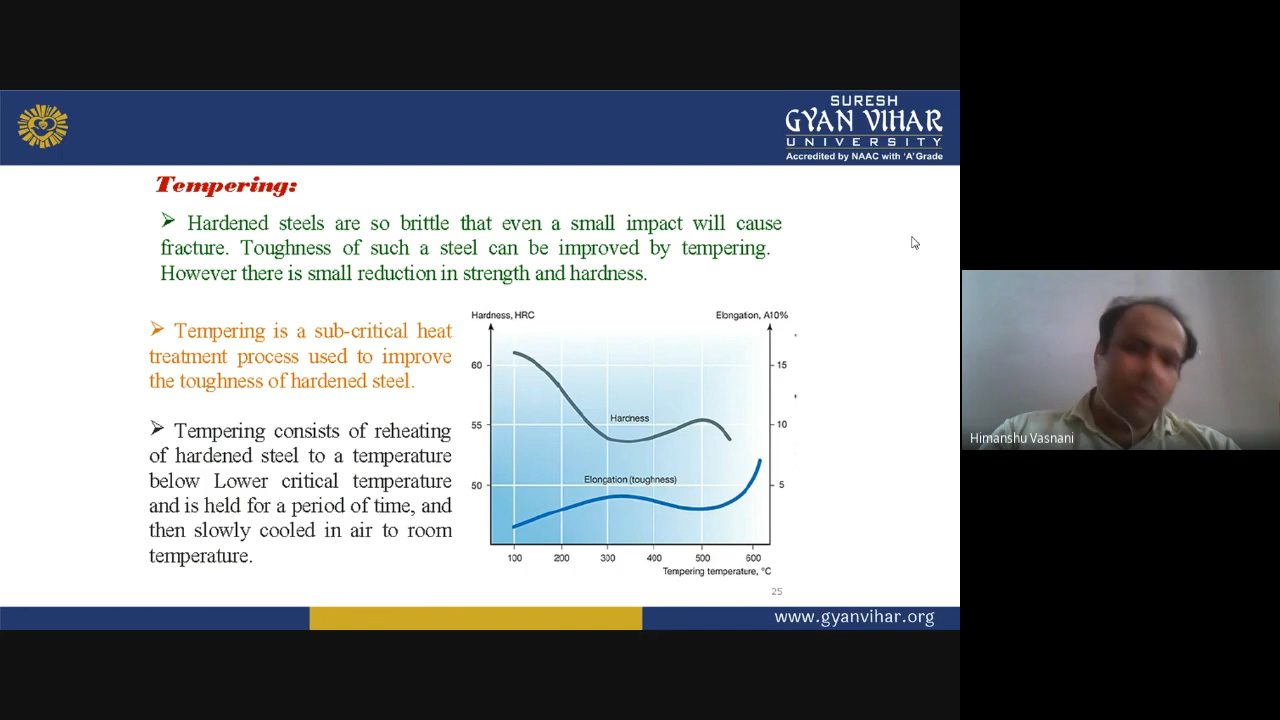 SURESH
GYAN VIHAR
UNIVERSITY
Accredited by NAAC with 'A' Grade
Tempering:
➢ Hardened steels are so brittle that even a small impact will cause
fracture. Toughness of such a steel can be improved by tempering.
However there is small reduction in strength and hardness.
➢ Tempering is a sub-critical heat
treatment process used to improve
the toughness of hardened steel.
➢ Tempering consists of reheating
of hardened steel to a temperature
below Lower critical temperature
and is held for a period of time, and
then slowly cooled in air to room
temperature.
Hardness, HRC
Elongation, A10%
60
15
Hardness
55
10
Elongation (toughness)
50
5
100 200 300 400 500 600
Tempering temperature, °C
25
www.gyanvihar.org
Himanshu Vasnani